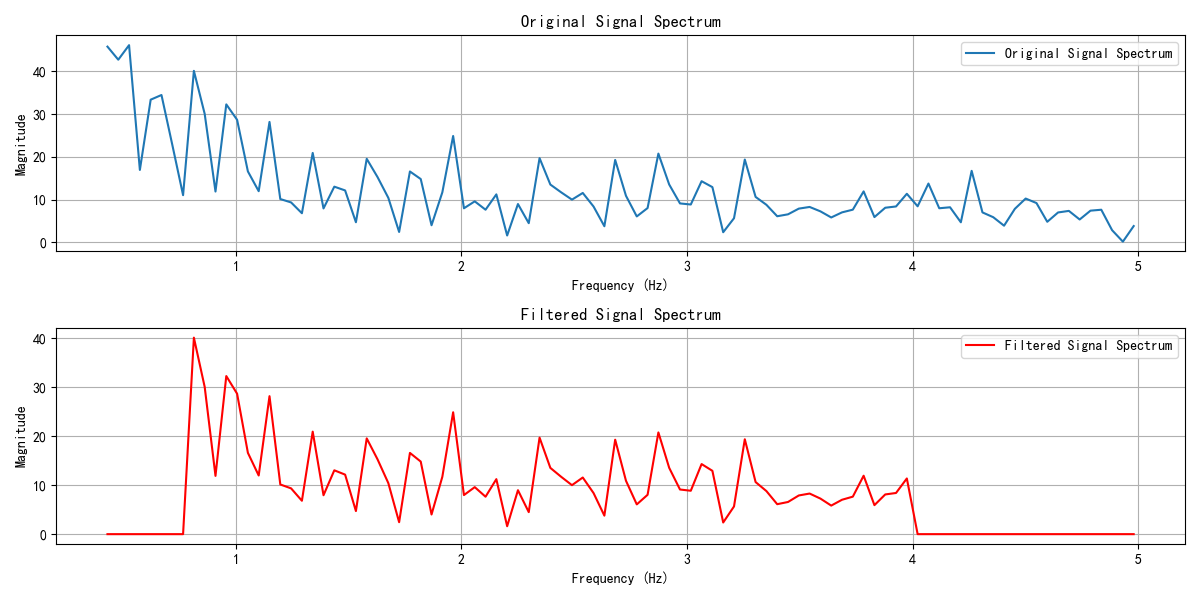 Original Signal Spectrum
Original Signal Spectrum
Magnitude
40
30
20
10
0
1 2 3 4 5
Frequency (Hz)
Filtered Signal Spectrum
Filtered Signal Spectrum
Magnitude
40
30
20
10
0
1 2 3 4 5
Frequency (Hz)